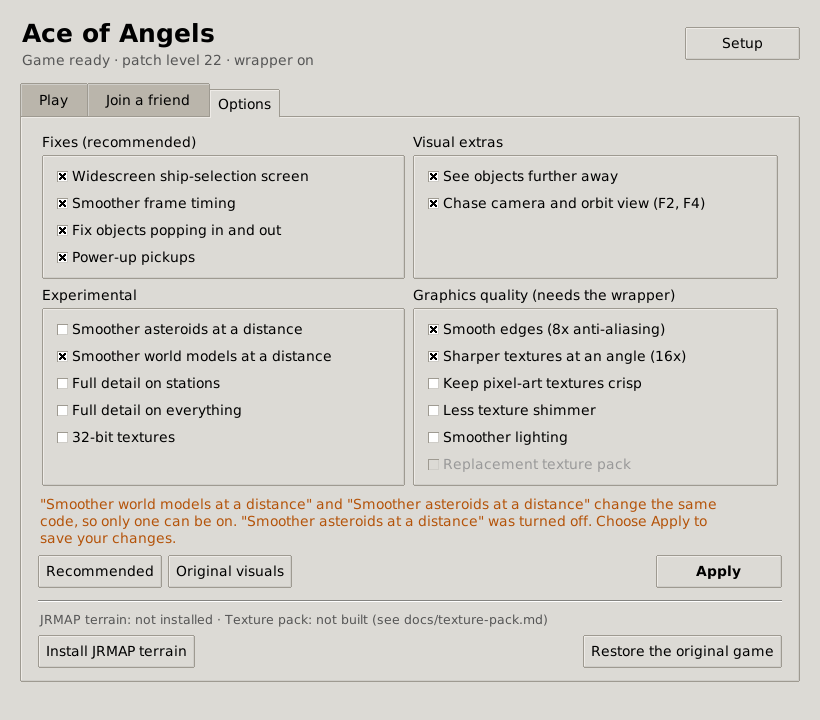 Ace of Angels
Game ready · patch level 22 · wrapper on
Setup
Play
Join a friend
Options
Fixes (recommended)
Widescreen ship-selection screen
Smoother frame timing
Fix objects popping in and out
Power-up pickups
Visual extras
See objects further away
Chase camera and orbit view (F2, F4)
Experimental
Smoother asteroids at a distance
Smoother world models at a distance
Full detail on stations
Full detail on everything
32-bit textures
Graphics quality (needs the wrapper)
Smooth edges (8x anti-aliasing)
Sharper textures at an angle (16x)
Keep pixel-art textures crisp
Less texture shimmer
Smoother lighting
Replacement texture pack
"Smoother world models at a distance" and "Smoother asteroids at a distance" change the same
code, so only one can be on. "Smoother asteroids at a distance" was turned off. Choose Apply to
save your changes.
Recommended
Original visuals
Apply
JRMAP terrain: not installed · Texture pack: not built (see docs/texture-pack.md)
Install JRMAP terrain
Restore the original game